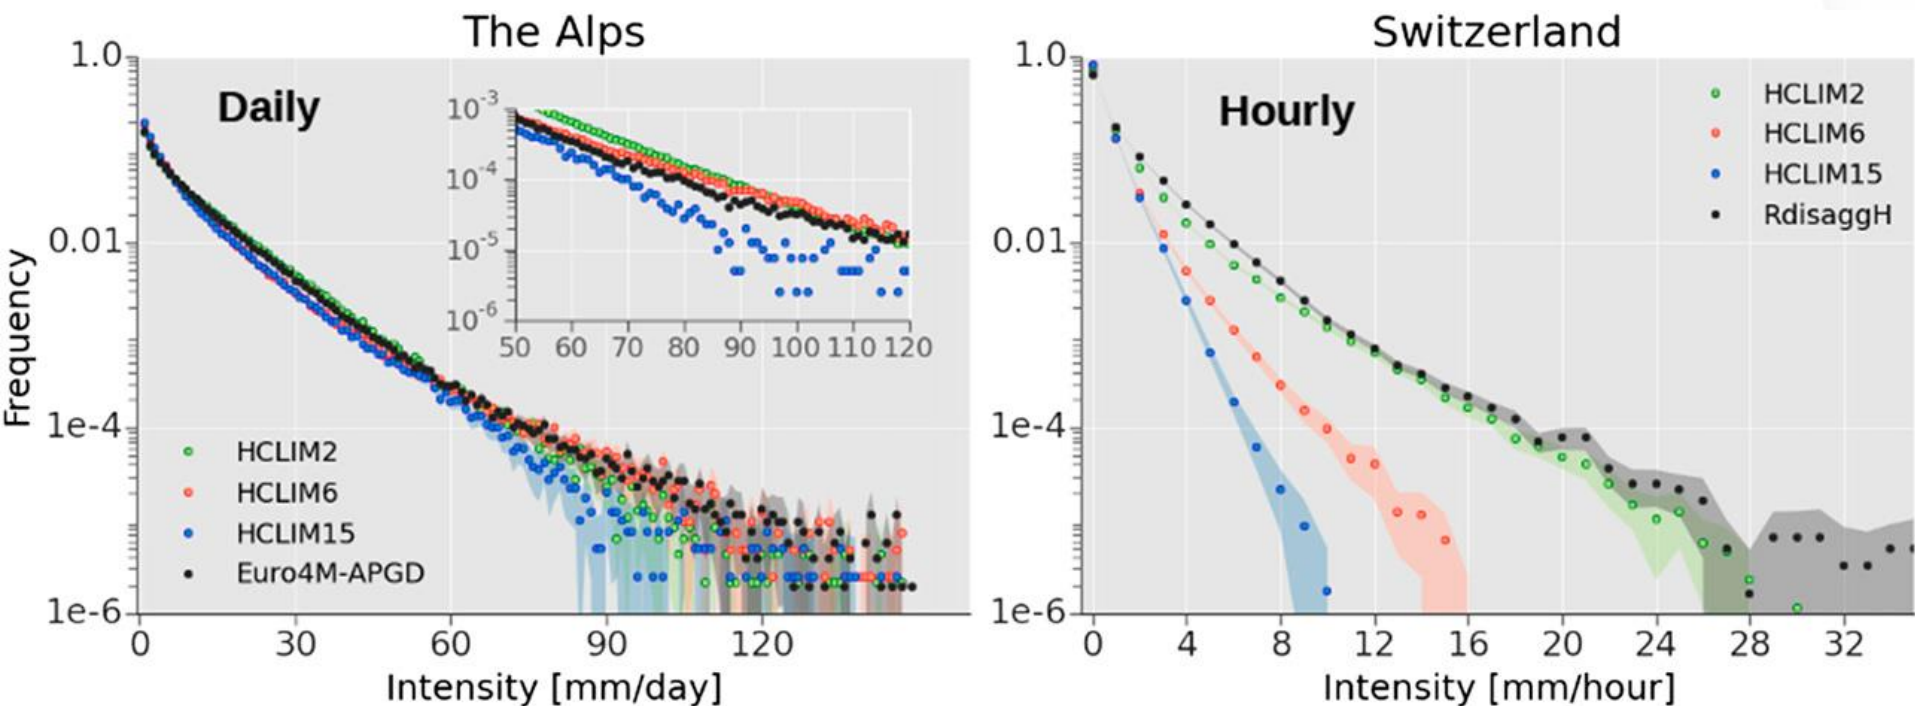 The Alps
Daily
1.0
0.01
1e-4
1e-6
Frequency
0 30 60 90 120
Intensity [mm/day]
HCLIM2
HCLIM6
HCLIM15
Euro4M-APGD
10-3
10-4
10-5
10-6
50 60 70 80 90 100 110 120
Switzerland
Hourly
1.0
0.01
1e-4
1e-6
0 4 8 12 16 20 24 28 32
Intensity [mm/hour]
HCLIM2
HCLIM6
HCLIM15
RdisaggH